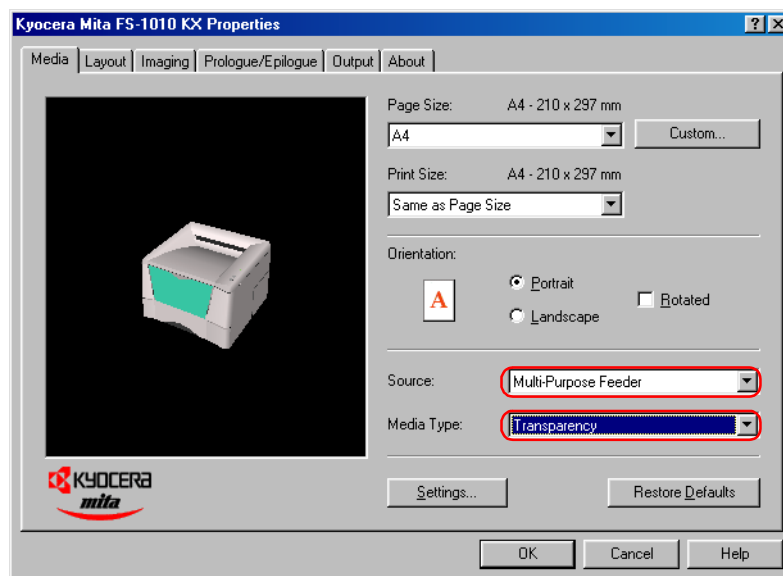 Kyocera Mita FS-1010 KX Properties
Media Layout Imaging Prologue/Epilogue Output About
Page Size: A4 - 210 x 297 mm
A4 Custom...
Print Size: A4 - 210 x 297 mm
Same as Page Size
Orientation:
A
Portrait
Landscape
Rotated
Source: Multi-Purpose Feeder
Media Type: Transparency
KYOCERA
mita
Settings... Restore Defaults
OK Cancel Help